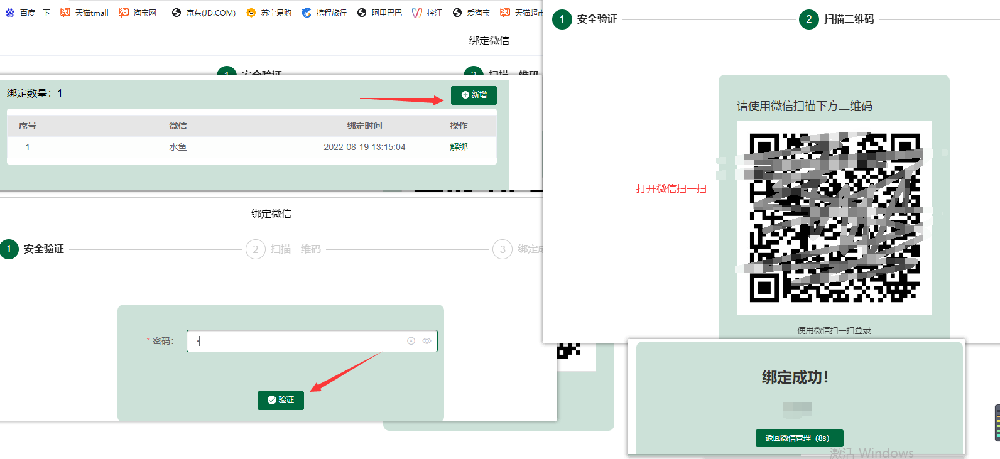 百度一下 天猫tmall 淘宝网 京东(JD.COM) 苏宁易购 携程旅行 阿里巴巴 控江 爱淘宝 天猫超市
绑定微信
1 安全验证 2 扫描二维码
绑定数量：1
新增
序号 微信 绑定时间 操作
1 水鱼 2022-08-19 13:15:04 解绑
绑定微信
1 安全验证 2 扫描二维码 3 绑定成
* 密码：
验证
1 安全验证 2 扫描二维码
请使用微信扫描下方二维码
打开微信扫一扫
使用微信扫一扫登录
绑定成功！
返回微信管理（8s）
激活 Windows